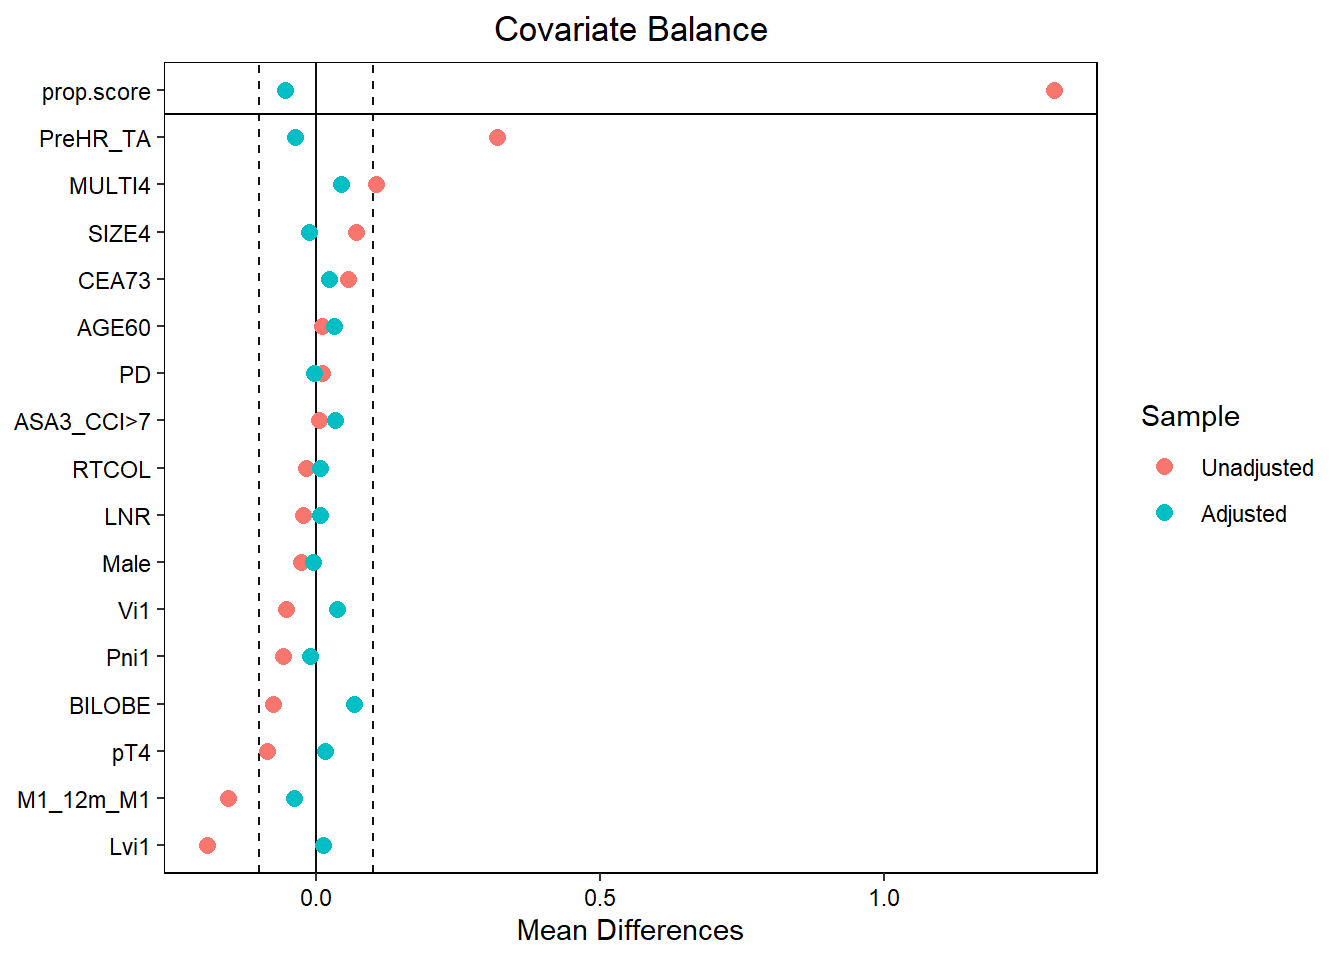 Covariate Balance
prop.score
PreHR_TA
MULTI4
SIZE4
CEA73
AGE60
PD
ASA3_CCI>7
RTCOL
LNR
Male
Vi1
Pni1
BILOBE
pT4
M1_12m_M1
Lvi1
0.0 0.5 1.0
Mean Differences
Sample
Unadjusted
Adjusted